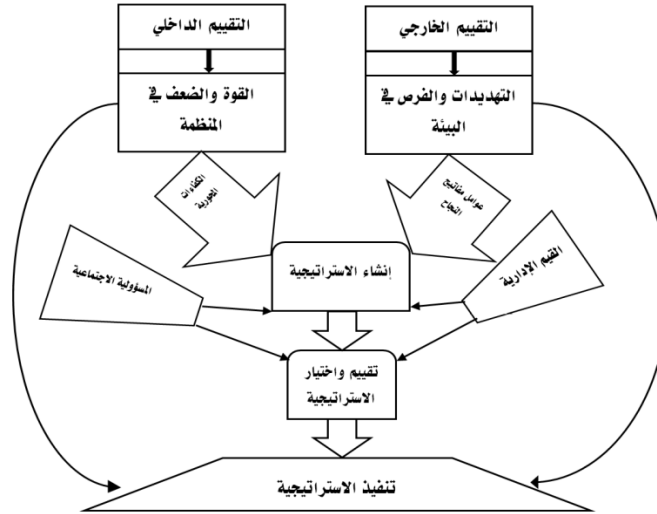 التقييم الخارجي
التقييم الداخلي
التهديدات والفرص في
البيئة
القوة والضعف في
المنظمة
عوامل مفاتيح
النجاح
الكفاءات
المحورية
القيم الإدارية
إنشاء الاستراتيجية
المسؤولية الاجتماعية
تقييم واختيار
الاستراتيجية
تنفيذ الاستراتيجية